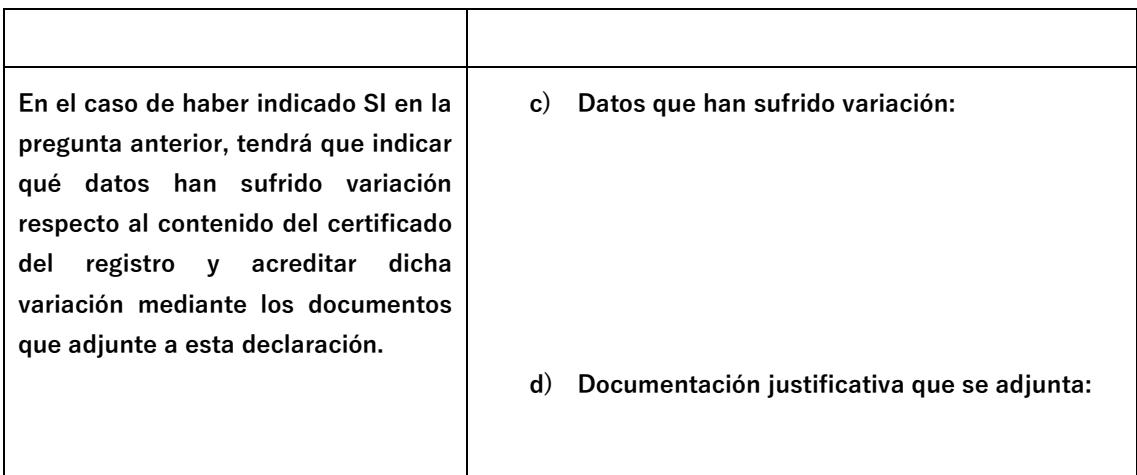 En el caso de haber indicado SI en la
pregunta anterior, tendrá que indicar
qué datos han sufrido variación
respecto al contenido del certificado
del registro y acreditar dicha
variación mediante los documentos
que adjunte a esta declaración.
c) Datos que han sufrido variación:
d) Documentación justificativa que se adjunta: